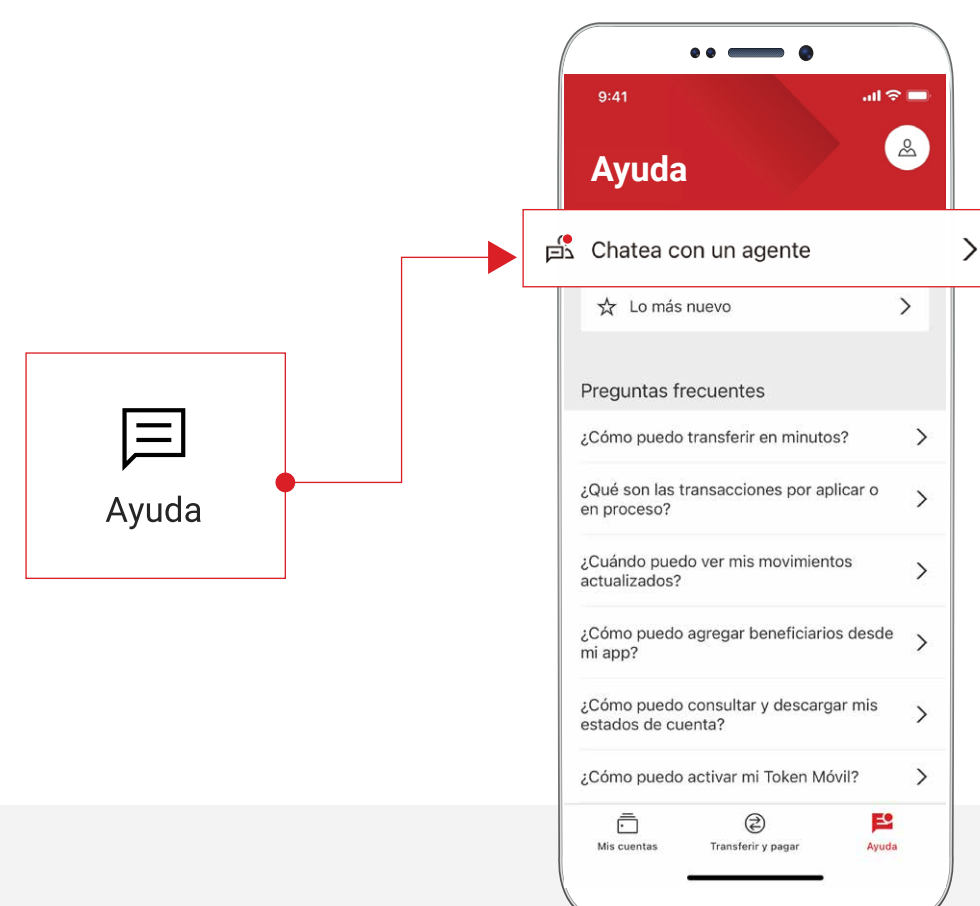 9:41
Ayuda
Chatea con un agente
Lo más nuevo
Ayuda
Preguntas frecuentes
¿Cómo puedo transferir en minutos?
¿Qué son las transacciones por aplicar o
en proceso?
¿Cuándo puedo ver mis movimientos
actualizados?
¿Cómo puedo agregar beneficiarios desde
mi app?
¿Cómo puedo consultar y descargar mis
estados de cuenta?
¿Cómo puedo activar mi Token Móvil?
Mis cuentas
Transferir y pagar
Ayuda